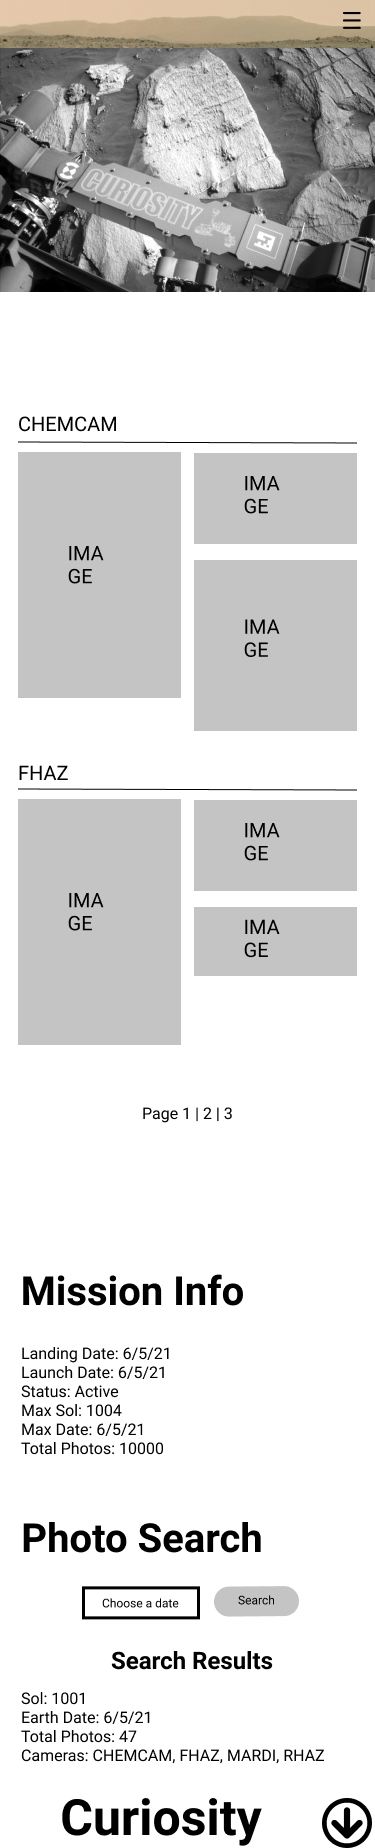 CURIOSITY
CHEMCAM
IMA
GE
IMA
GE
IMA
GE
FHAZ
IMA
GE
IMA
GE
IMA
GE
Page 1 | 2 | 3
Mission Info
Landing Date: 6/5/21
Launch Date: 6/5/21
Status: Active
Max Sol: 1004
Max Date: 6/5/21
Total Photos: 10000
Photo Search
Choose a date
Search
Search Results
Sol: 1001
Earth Date: 6/5/21
Total Photos: 47
Cameras: CHEMCAM, FHAZ, MARDI, RHAZ
Curiosity